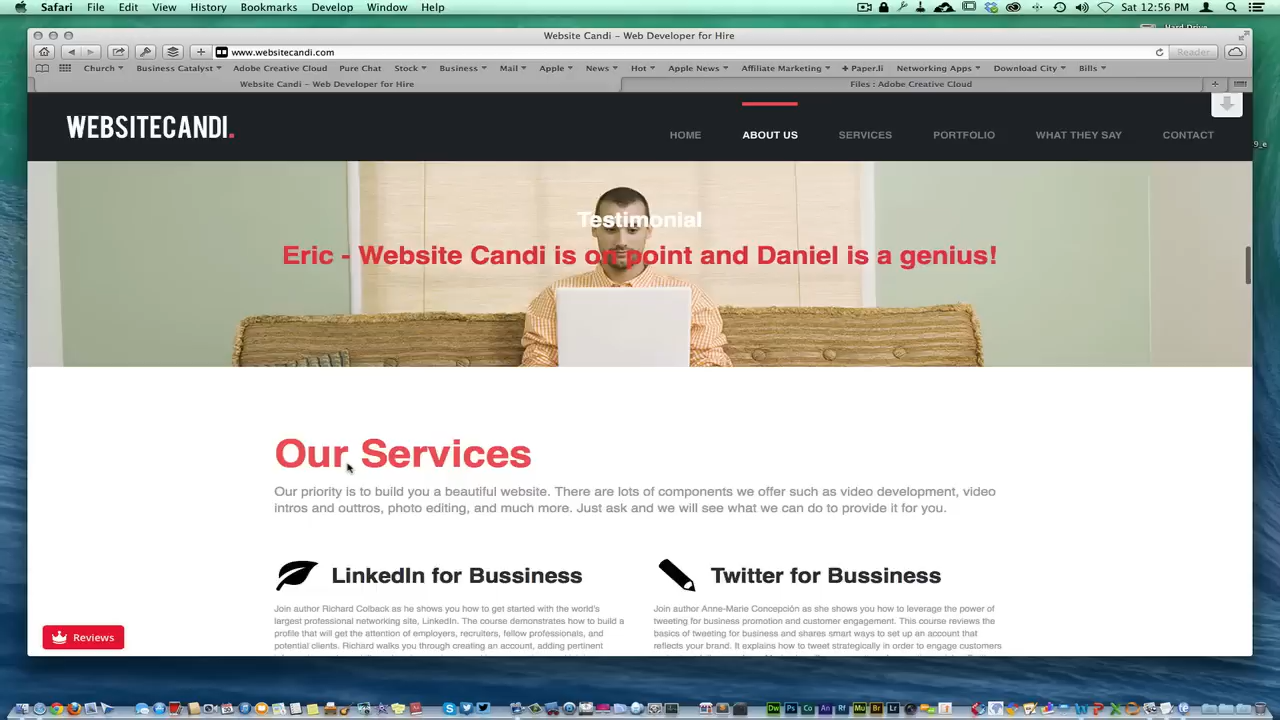 Safari File Edit View History Bookmarks Develop Window Help Sat 12:56 PM
Hard Drive
Website Candi – Web Developer for Hire
www.websitecandi.com Reader
Church Business Catalyst Adobe Creative Cloud Pure Chat Stock Business Mail Apple News Hot Apple News Affiliate Marketing Paper.li Networking Apps Download City Bills
Website Candi – Web Developer for Hire Files : Adobe Creative Cloud
WEBSITECANDI.
HOME ABOUT US SERVICES PORTFOLIO WHAT THEY SAY CONTACT
Testimonial
Eric - Website Candi is on point and Daniel is a genius!
Our Services
Our priority is to build you a beautiful website. There are lots of components we offer such as video development, video
intros and outtros, photo editing, and much more. Just ask and we will see what we can do to provide it for you.
LinkedIn for Bussiness
Join author Richard Colback as he shows you how to get started with the world's
largest professional networking site, LinkedIn. The course demonstrates how to build a
profile that will get the attention of employers, recruiters, fellow professionals, and
potential clients. Richard walks you through creating an account, adding pertinent
Twitter for Bussiness
Join author Anne-Marie Concepción as she shows you how to leverage the power of
tweeting for business promotion and customer engagement. This course reviews the
basics of tweeting for business and shares smart ways to set up an account that
reflects your brand. It explains how to tweet strategically in order to engage customers
Reviews
Dw Ps Co An Rf Mu Br Lr